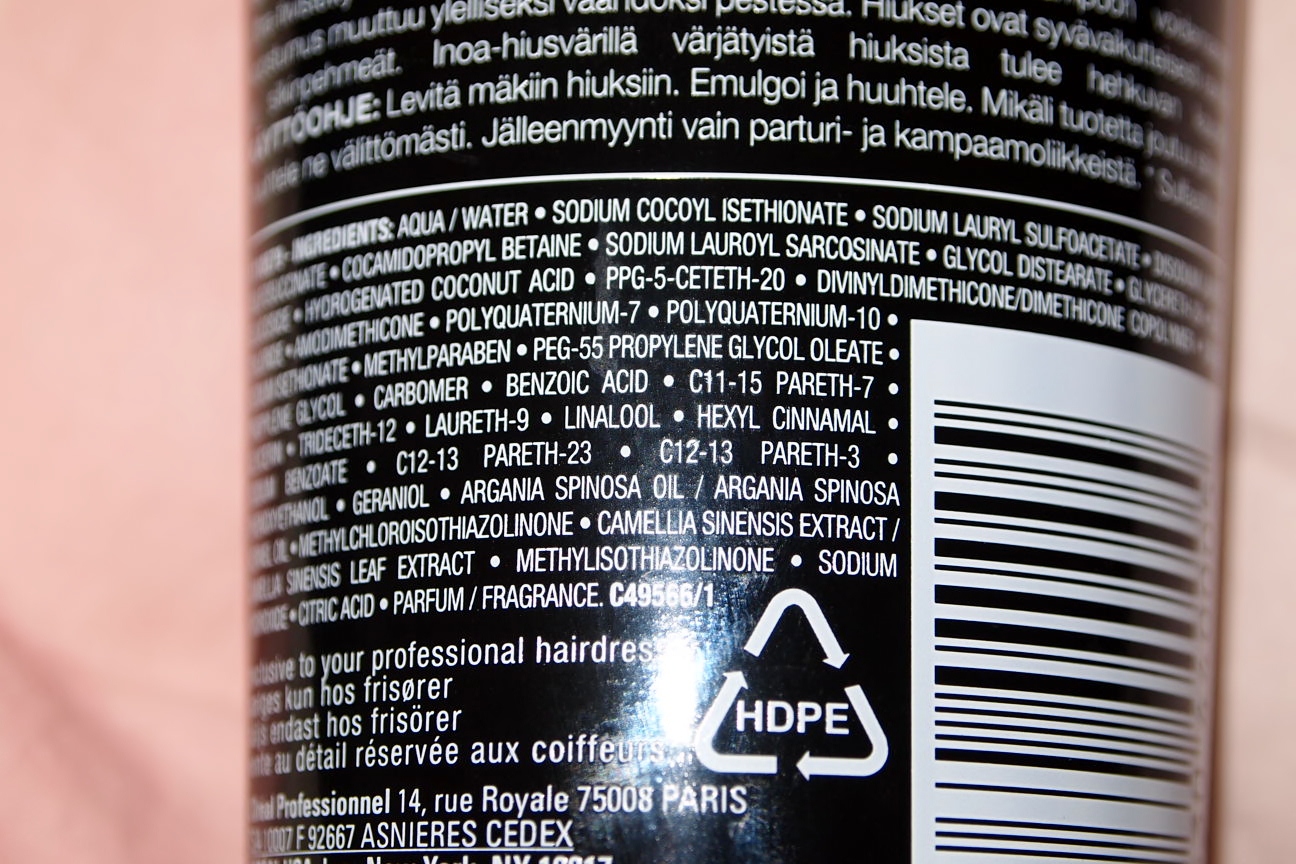 muuttuu ylelliseksi vaahdoksi pestessä. Hiukset ovat
Inoa-hiusvärillä värjätyistä hiuksista tulee hehkuvan
Levitä märkiin hiuksiin. Emulgoi ja huuhtele. Mikäli tuotetta joutuu
ne välittömästi. Jälleenmyynti vain parturi- ja kampaamoliikkeistä.
INGREDIENTS: AQUA / WATER • SODIUM COCOYL ISETHIONATE • SODIUM LAURYL SULFOACETATE •
• COCAMIDOPROPYL BETAINE • SODIUM LAUROYL SARCOSINATE • GLYCOL DISTEARATE •
• HYDROGENATED COCONUT ACID • PPG-5-CETETH-20 • DIVINYLDIMETHICONE/DIMETHICONE COPOLYMER
• AMODIMETHICONE • POLYQUATERNIUM-7 • POLYQUATERNIUM-10 •
• METHYLPARABEN • PEG-55 PROPYLENE GLYCOL OLEATE •
GLYCOL • CARBOMER • BENZOIC ACID • C11-15 PARETH-7 •
• TRIDECETH-12 • LAURETH-9 • LINALOOL • HEXYL CINNAMAL •
BENZOATE • C12-13 PARETH-23 • C12-13 PARETH-3 •
• GERANIOL • ARGANIA SPINOSA OIL / ARGANIA SPINOSA
OIL • METHYLCHLOROISOTHIAZOLINONE • CAMELLIA SINENSIS EXTRACT /
SINENSIS LEAF EXTRACT • METHYLISOTHIAZOLINONE • SODIUM
• CITRIC ACID • PARFUM / FRAGRANCE. C49566/1
to your professional hairdres
kun hos frisører
endast hos frisörer
au détail réservée aux coiffeurs
HDPE
Professionnel 14, rue Royale 75008 PARIS
F 92667 ASNIERES CEDEX